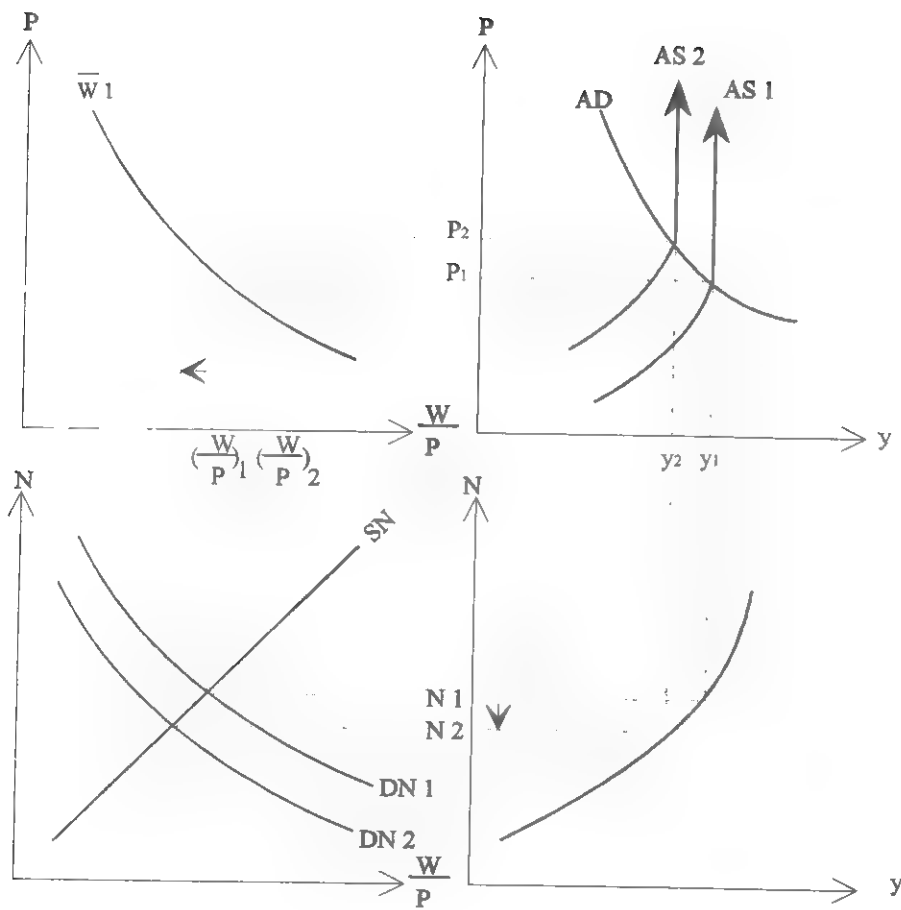 P
W̅ 1
(W/P)1 (W/P)2
W/P
P
AD
AS 2
AS 1
P2
P1
y2 y1
y
N
SN
DN 1
DN 2
W/P
N
N 1
N 2
y